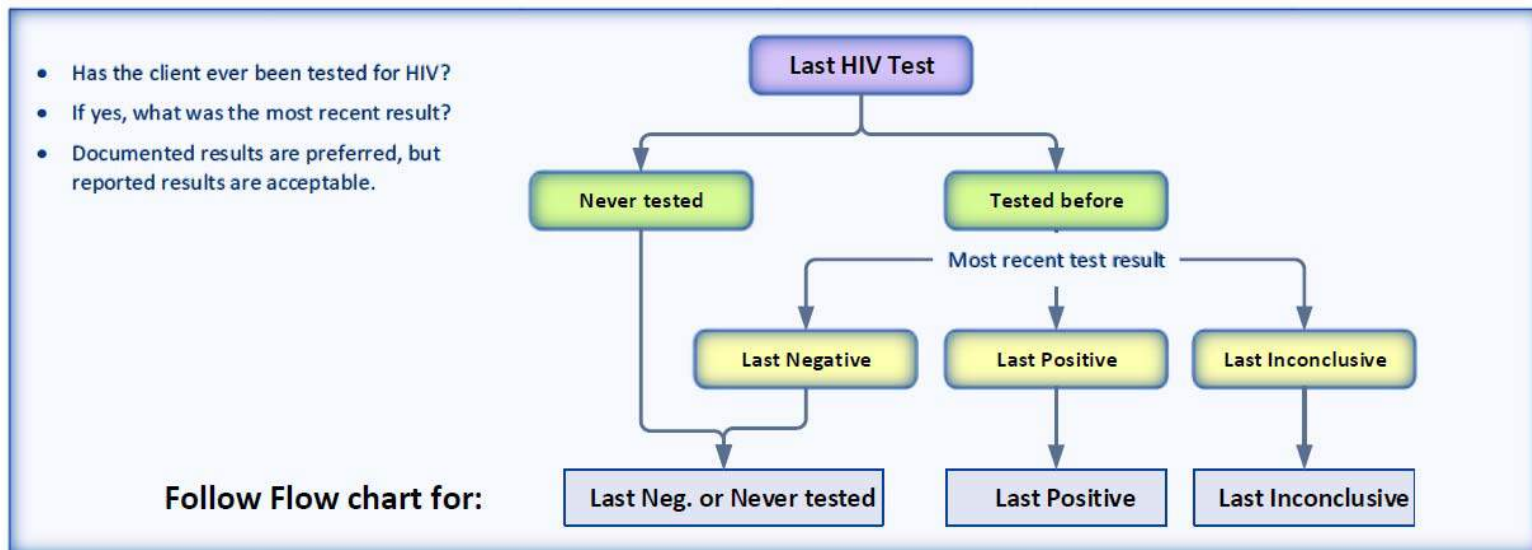 • Has the client ever been tested for HIV?
• If yes, what was the most recent result?
• Documented results are preferred, but
reported results are acceptable.
Last HIV Test
Never tested
Tested before
Most recent test result
Last Negative
Last Positive
Last Inconclusive
Follow Flow chart for:
Last Neg. or Never tested
Last Positive
Last Inconclusive